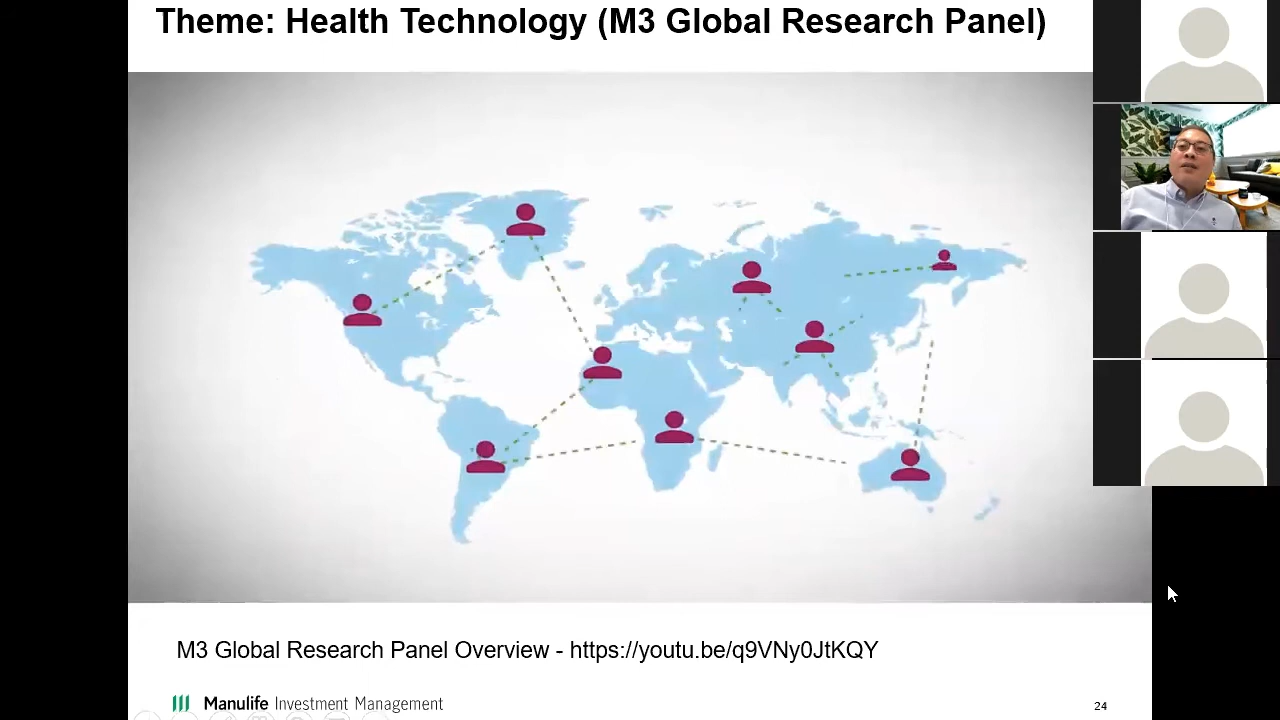 Theme: Health Technology (M3 Global Research Panel)
M3 Global Research Panel Overview - https://youtu.be/q9VNy0JtKQY
Manulife Investment Management
24